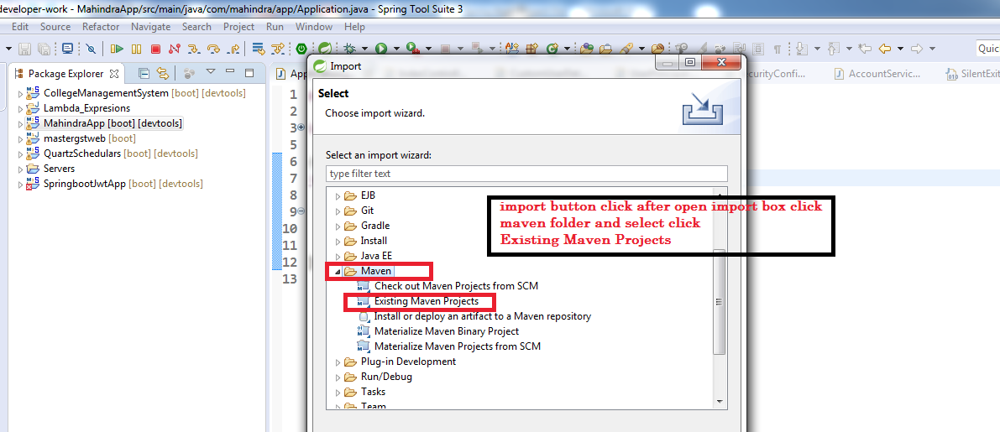 developer-work - MahindraApp/src/main/java/com/mahindra/app/Application.java - Spring Tool Suite 3
Edit Source Refactor Navigate Search Project Run Window Help
Quic
Import
Package Explorer
App
ecurityConfi...
AccountServic...
SilentExit
CollegeManagementSystem [boot] [devtools]
Lambda_Expresions
MahindraApp [boot] [devtools]
mastergstweb [boot]
QuartzSchedulars [boot] [devtools]
Servers
SpringbootJwtApp [boot] [devtools]
1
2
3
5
6
7
8
9
10
11
12
13
Select
Choose import wizard.
Select an import wizard:
type filter text
EJB
Git
Gradle
Install
Java EE
Maven
Check out Maven Projects from SCM
Existing Maven Projects
Install or deploy an artifact to a Maven repository
Materialize Maven Binary Project
Materialize Maven Projects from SCM
Plug-in Development
Run/Debug
Tasks
Team
import button click after open import box click
maven folder and select click
Existing Maven Projects